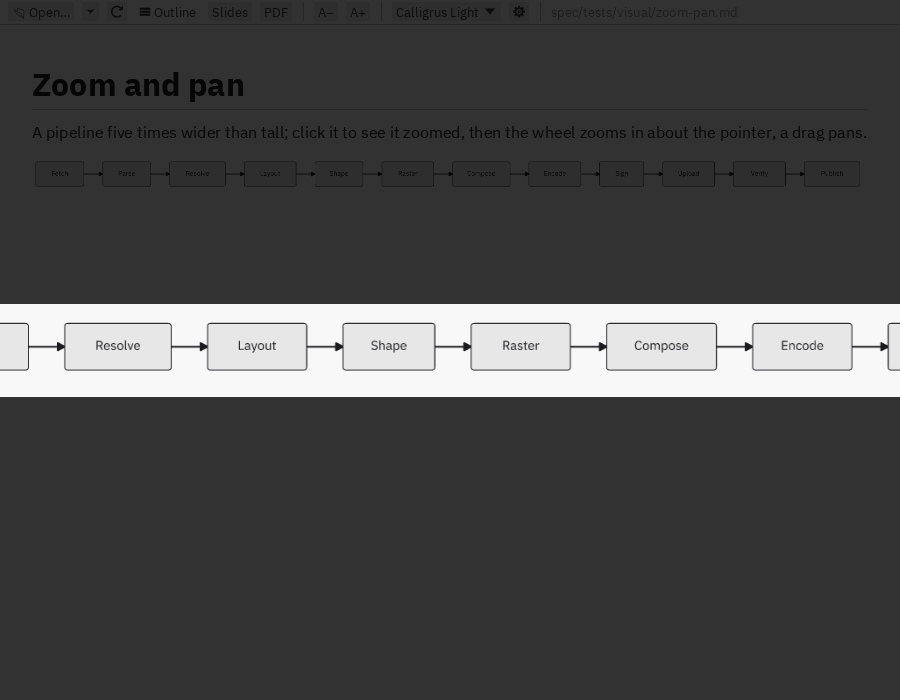 Open... Outline Slides PDF A– A+ Calligrus Light spec/tests/visual/zoom-pan.md
Zoom and pan
A pipeline five times wider than tall; click it to see it zoomed, then the wheel zooms in about the pointer, a drag pans.
Fetch Parse Resolve Layout Shape Raster Compose Encode Sign Upload Verify Publish
Resolve Layout Shape Raster Compose Encode